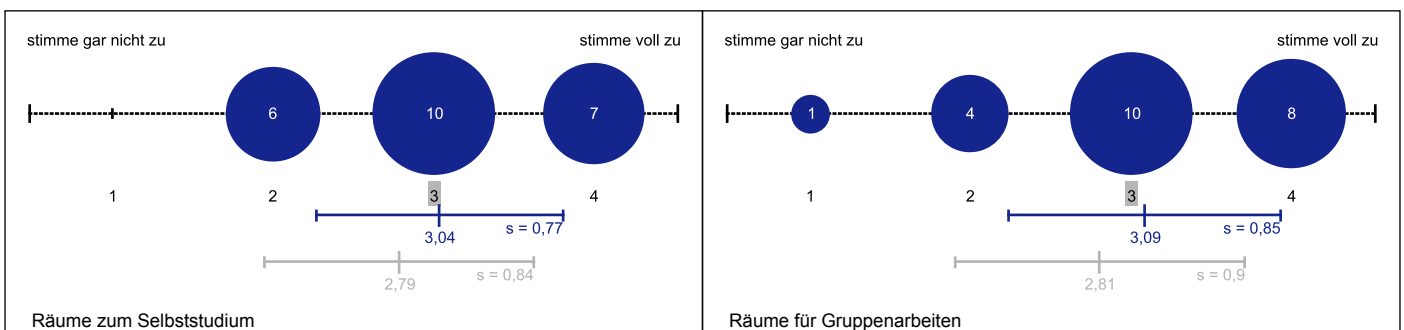 stimme gar nicht zu
stimme voll zu
6
10
7
1
2
3
4
3,04
s = 0,77
2,79
s = 0,84
Räume zum Selbststudium
stimme gar nicht zu
stimme voll zu
1
4
10
8
1
2
3
4
3,09
s = 0,85
2,81
s = 0,9
Räume für Gruppenarbeiten